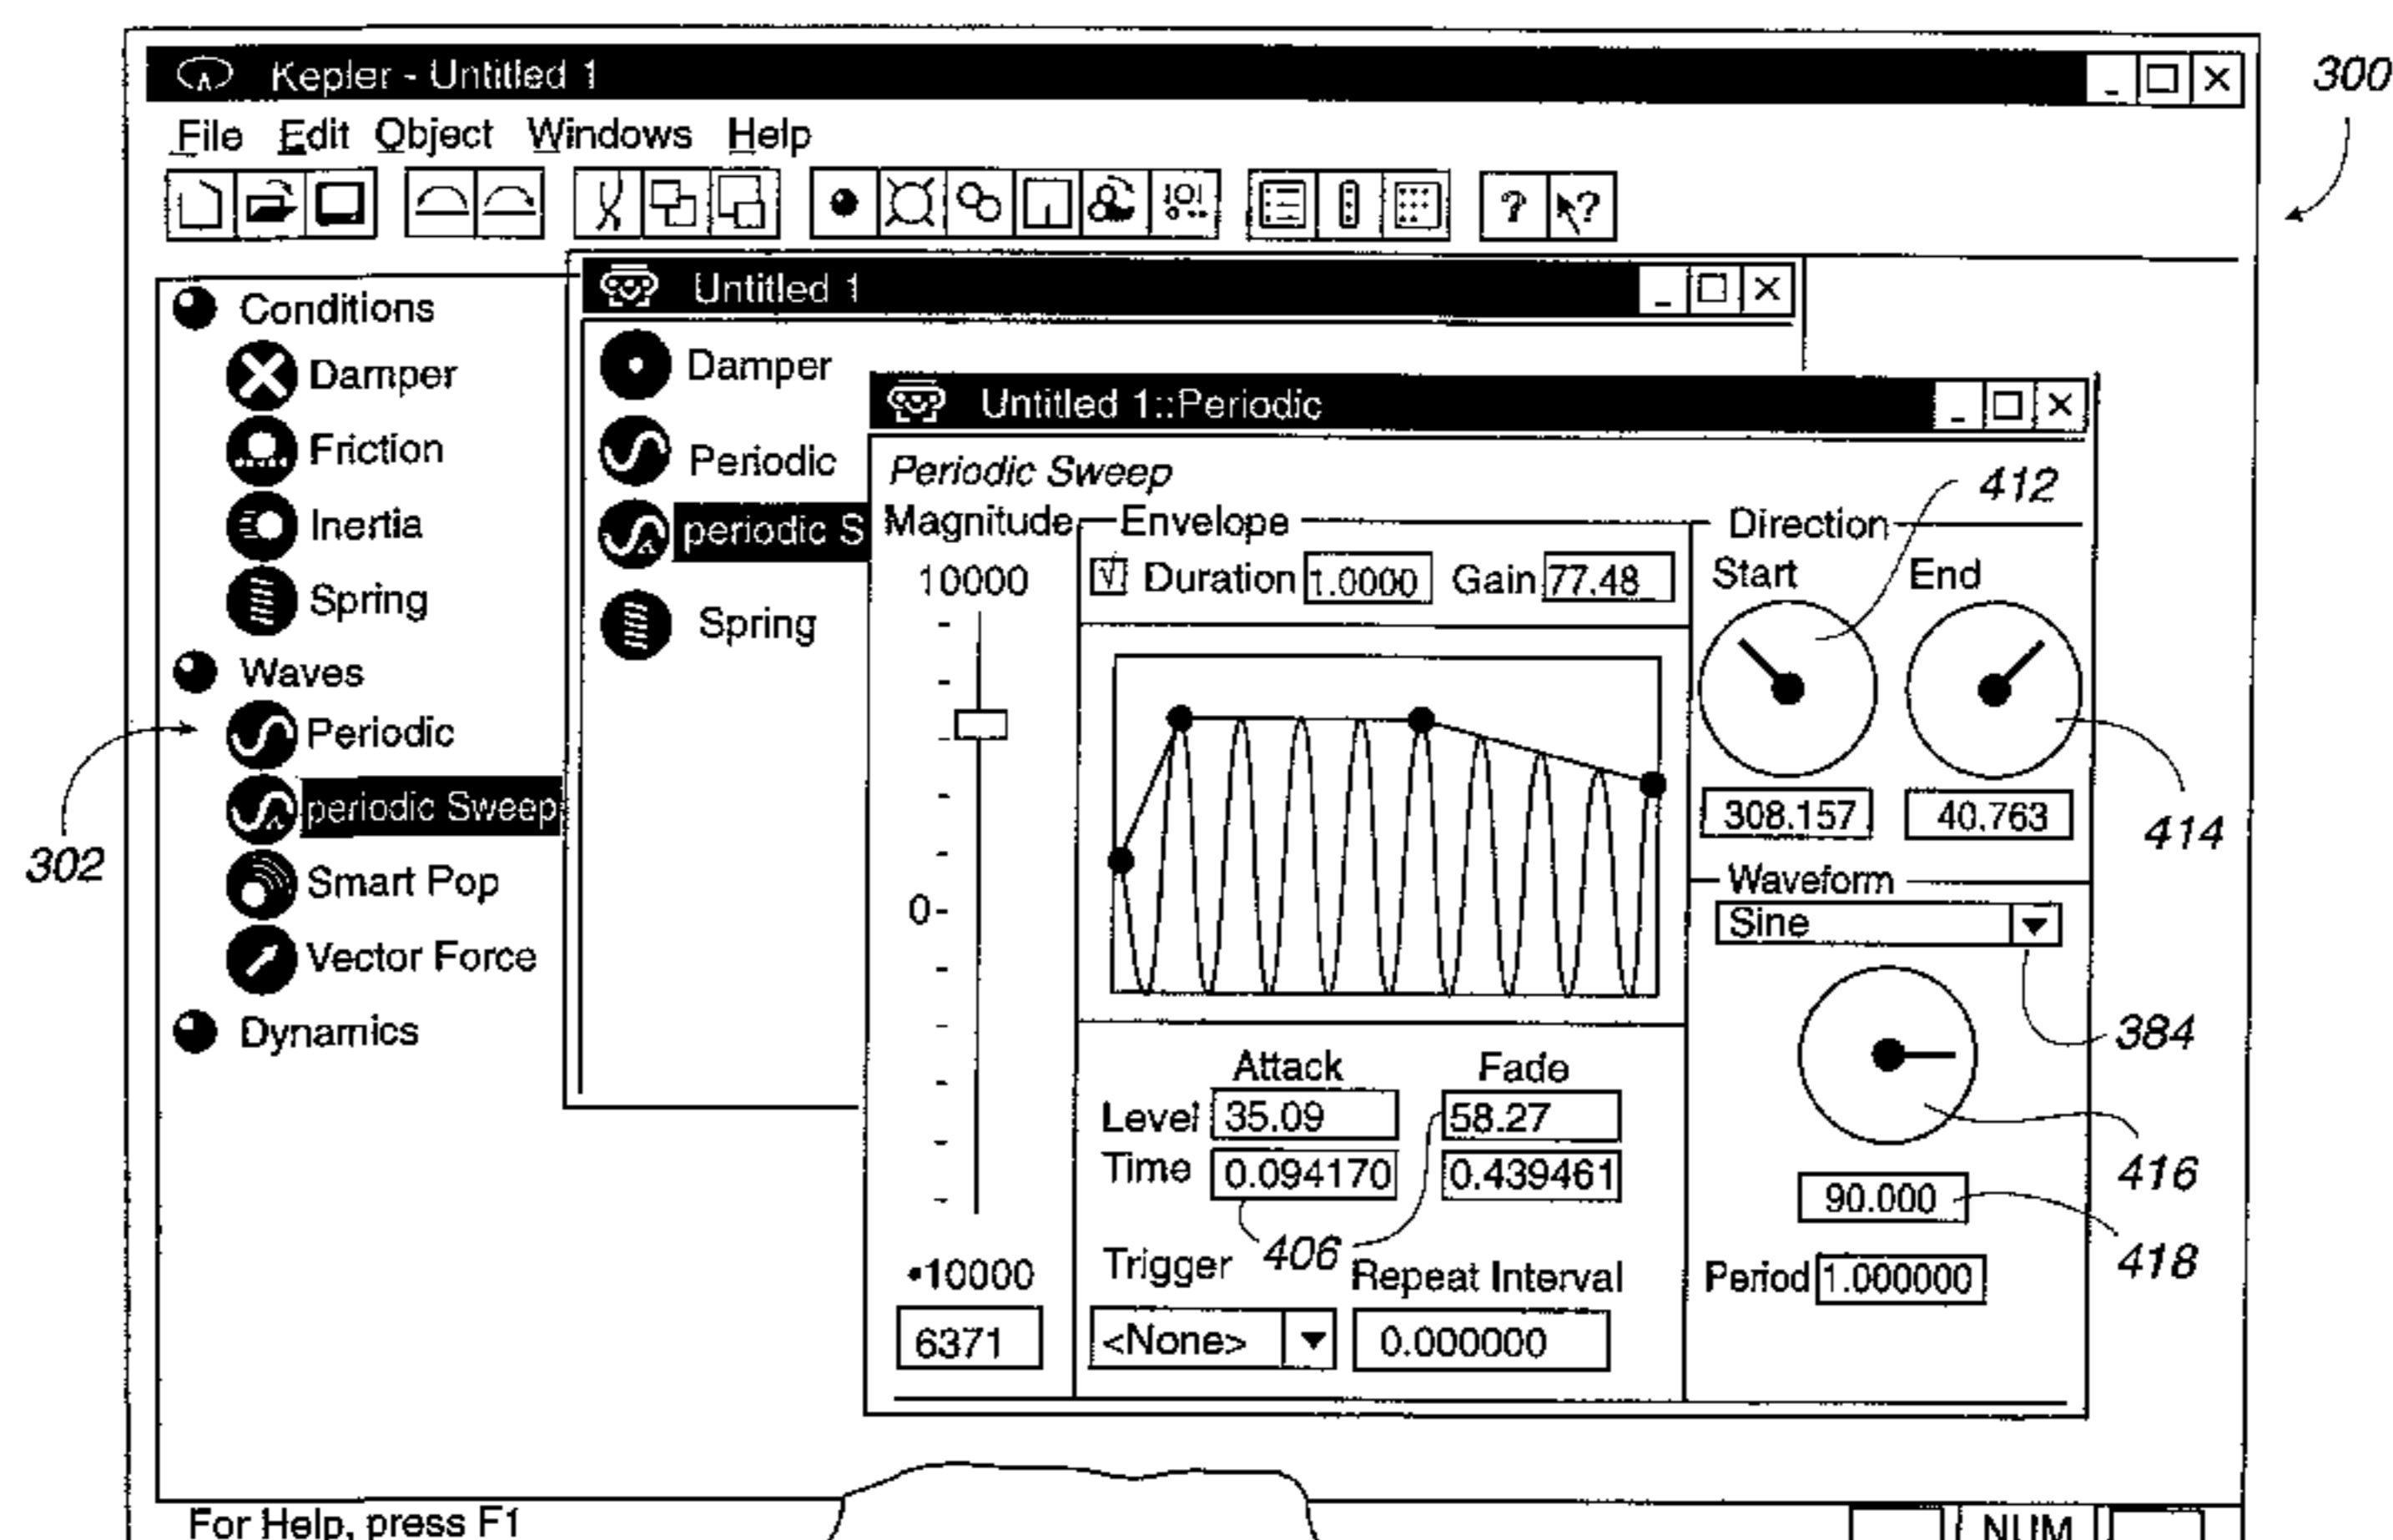 Kepler - Untitled 1
300
File Edit Object Windows Help
? ?
Conditions
Damper
Friction
Inertia
Spring
Waves
Periodic
periodic Sweep
Smart Pop
Vector Force
Dynamics
302
Untitled 1
Damper
Periodic
periodic S
Spring
Untitled 1::Periodic
Periodic Sweep
Magnitude
10000
0-
•10000
6371
Envelope
Duration 1.0000 Gain 77.48
Attack Fade
Level 35.09 58.27
Time 0.094170 0.439461
406
Trigger Repeat Interval
<None> 0.000000
Direction
412
Start End
308.157 40.763
414
Waveform
Sine
384
416
90.000
418
Period 1.000000
For Help, press F1
NUM